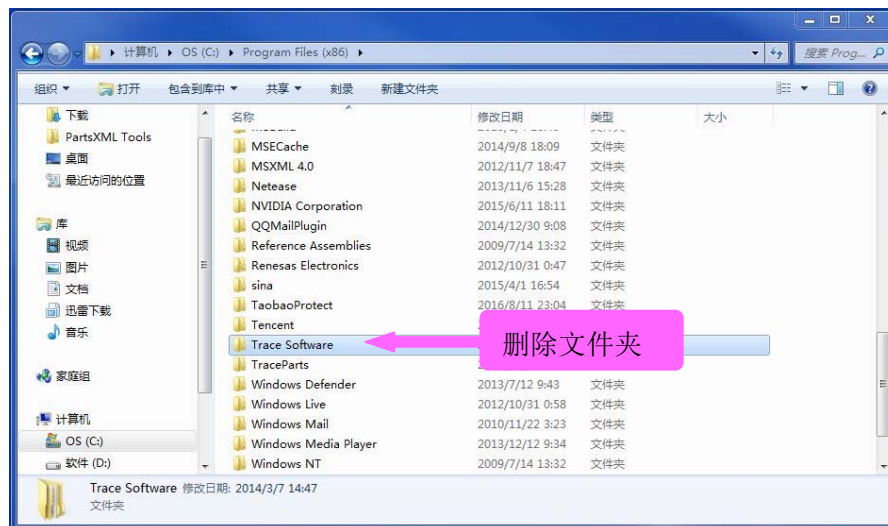 计算机 OS (C:) Program Files (x86)
搜索 Prog...
组织 打开 包含到库中 共享 刻录 新建文件夹
下载
PartsXML Tools
桌面
最近访问的位置
库
视频
图片
文档
迅雷下载
音乐
家庭组
计算机
OS (C:)
软件 (D:)
名称 修改日期 类型 大小
MSECache 2014/9/8 18:09 文件夹
MSXML 4.0 2012/11/7 18:47 文件夹
Netease 2013/11/6 15:28 文件夹
NVIDIA Corporation 2015/6/11 18:11 文件夹
QQMailPlugin 2014/12/30 9:08 文件夹
Reference Assemblies 2009/7/14 13:32 文件夹
Renesas Electronics 2012/10/31 0:47 文件夹
sina 2015/4/1 16:54 文件夹
TaobaoProtect 2016/8/11 23:04 文件夹
Tencent
Trace Software
删除文件夹
TraceParts
Windows Defender 2013/7/12 9:43 文件夹
Windows Live 2012/10/31 0:58 文件夹
Windows Mail 2010/11/22 3:23 文件夹
Windows Media Player 2013/12/12 9:34 文件夹
Windows NT 2009/7/14 13:32 文件夹
Trace Software 修改日期: 2014/3/7 14:47
文件夹